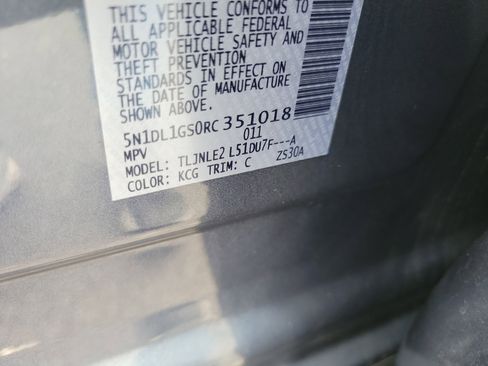 THIS VEHICLE CONFORMS TO
ALL APPLICABLE FEDERAL
MOTOR VEHICLE SAFETY AND
THEFT PREVENTION
STANDARDS IN EFFECT ON
THE DATE OF MANUFACTURE
SHOWN ABOVE.
5N1DL1GS0RC351018
MPV 011
MODEL: TLJNLE2 L51DU7F---A
COLOR: KCG TRIM: C ZS30A